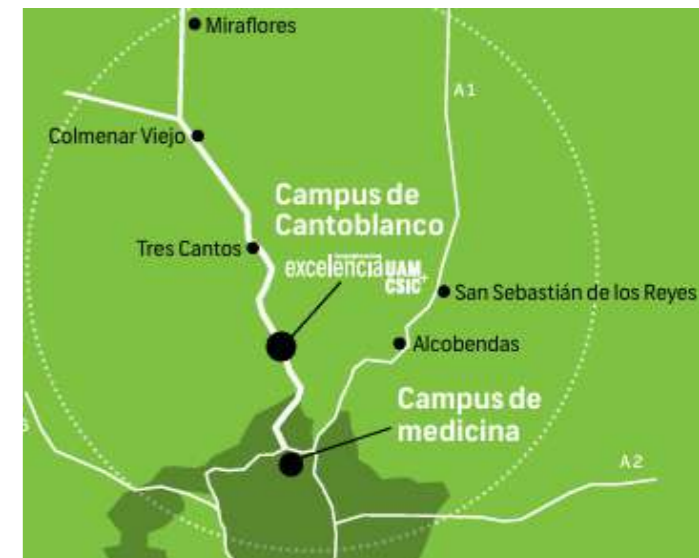 Miraflores
A1
Colmenar Viejo
Campus de
Cantoblanco
Tres Cantos
excelencia UAM
CSIC+
San Sebastián de los Reyes
Alcobendas
Campus de
medicina
A2